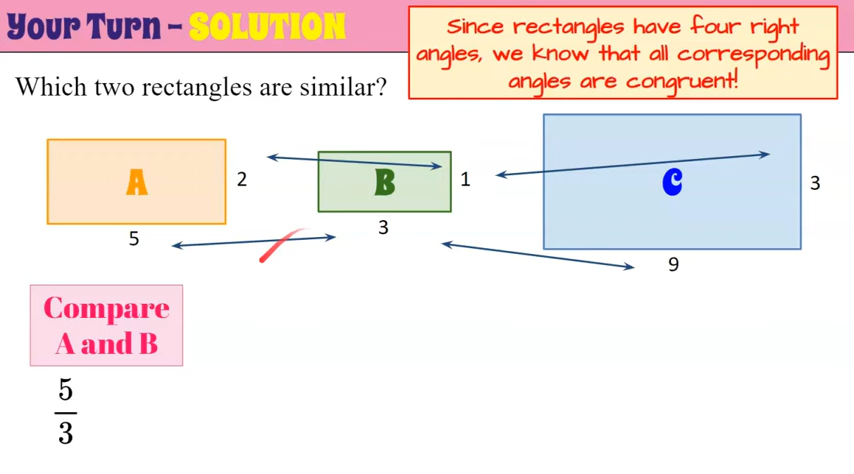 Your Turn – SOLUTION
Since rectangles have four right
angles, we know that all corresponding
angles are congruent!
Which two rectangles are similar?
A
2
B
1
C
3
5
3
9
Compare
A and B
5
3